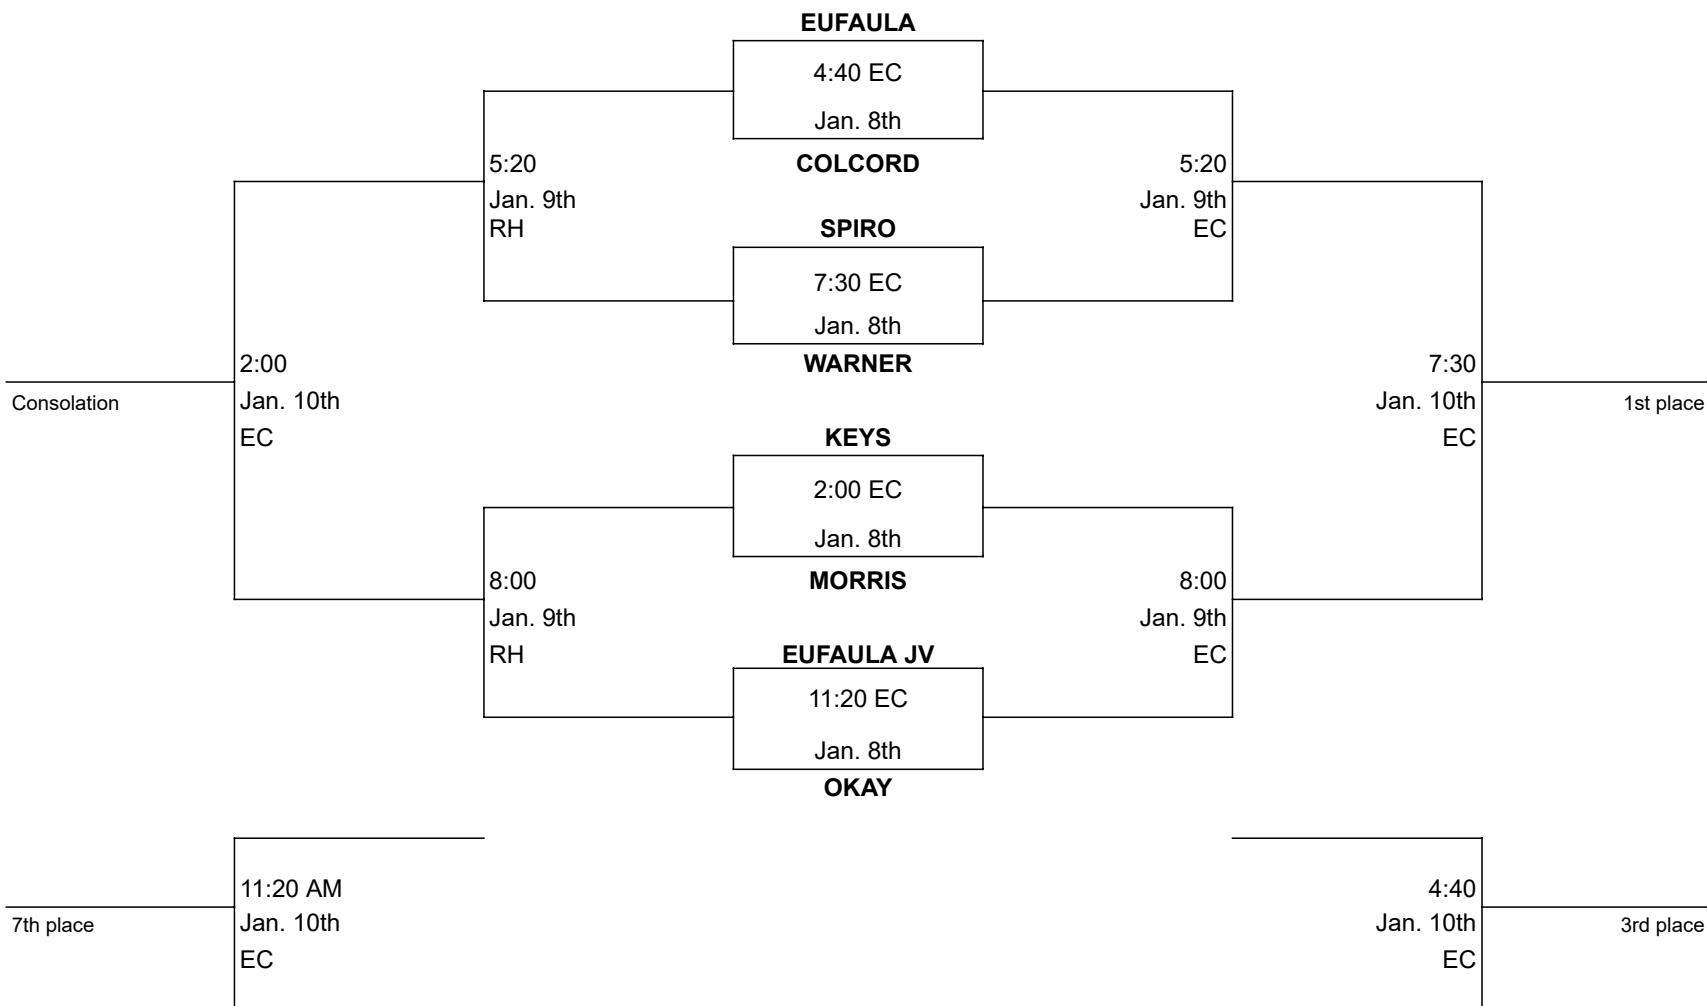 EUFAULA
4:40 EC
Jan. 8th
COLCORD
5:20
Jan. 9th
RH
5:20
Jan. 9th
EC
SPIRO
7:30 EC
Jan. 8th
WARNER
2:00
Jan. 10th
EC
Consolation
7:30
Jan. 10th
EC
1st place
KEYS
2:00 EC
Jan. 8th
MORRIS
8:00
Jan. 9th
RH
8:00
Jan. 9th
EC
EUFAULA JV
11:20 EC
Jan. 8th
OKAY
11:20 AM
Jan. 10th
EC
7th place
4:40
Jan. 10th
EC
3rd place